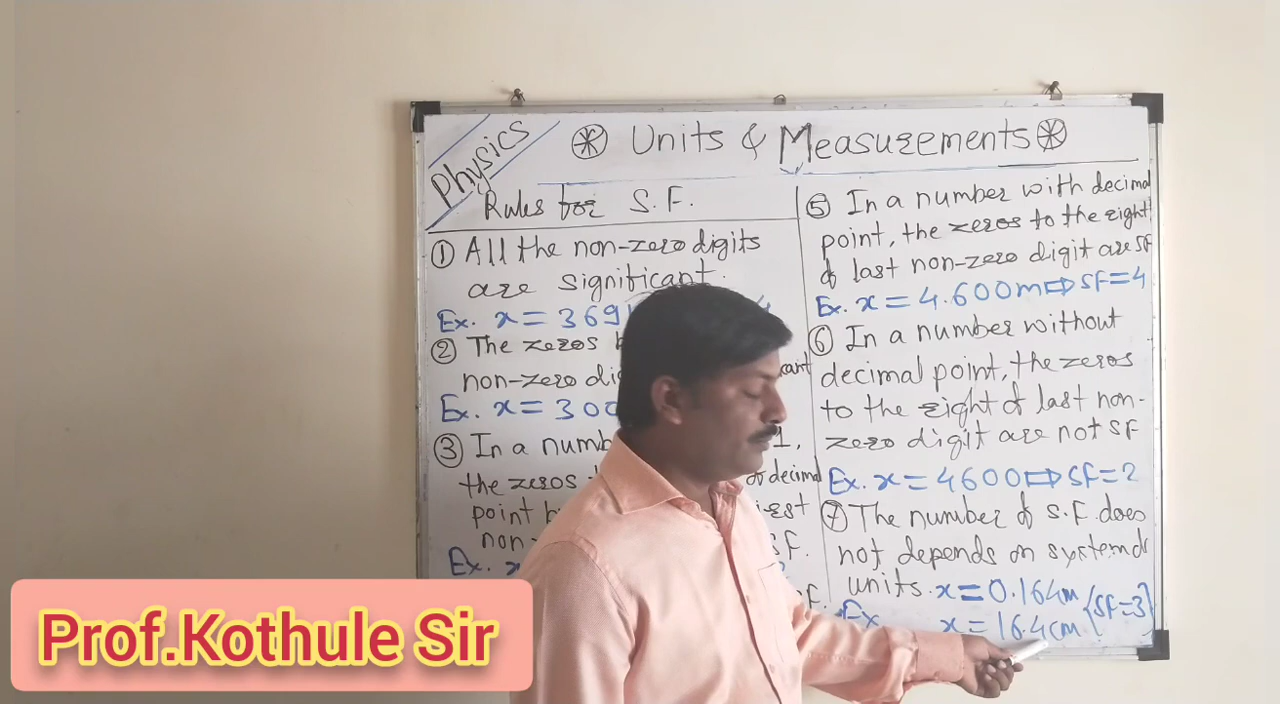 Physics
Units & Measurements
Rules for S.F.
① All the non-zero digits
are significant.
Ex. x = 369
② The zeros
non-zero
Ex. x = 300
③ In a
1,
the zeros
of decimal
point
non-
SF.
Ex.
⑤ In a number with decimal
point, the zeros to the right
of last non-zero digit are SF
Ex. x = 4.600m ⇒ SF = 4
⑥ In a number without
decimal point, the zeros
to the right of last non-
zero digit are not SF
Ex. x = 4600 ⇒ SF = 2
⑦ The number of S.F. does
not depends on system of
units. x = 0.164m
Ex x = 16.4cm {SF=3}
Prof.Kothule Sir